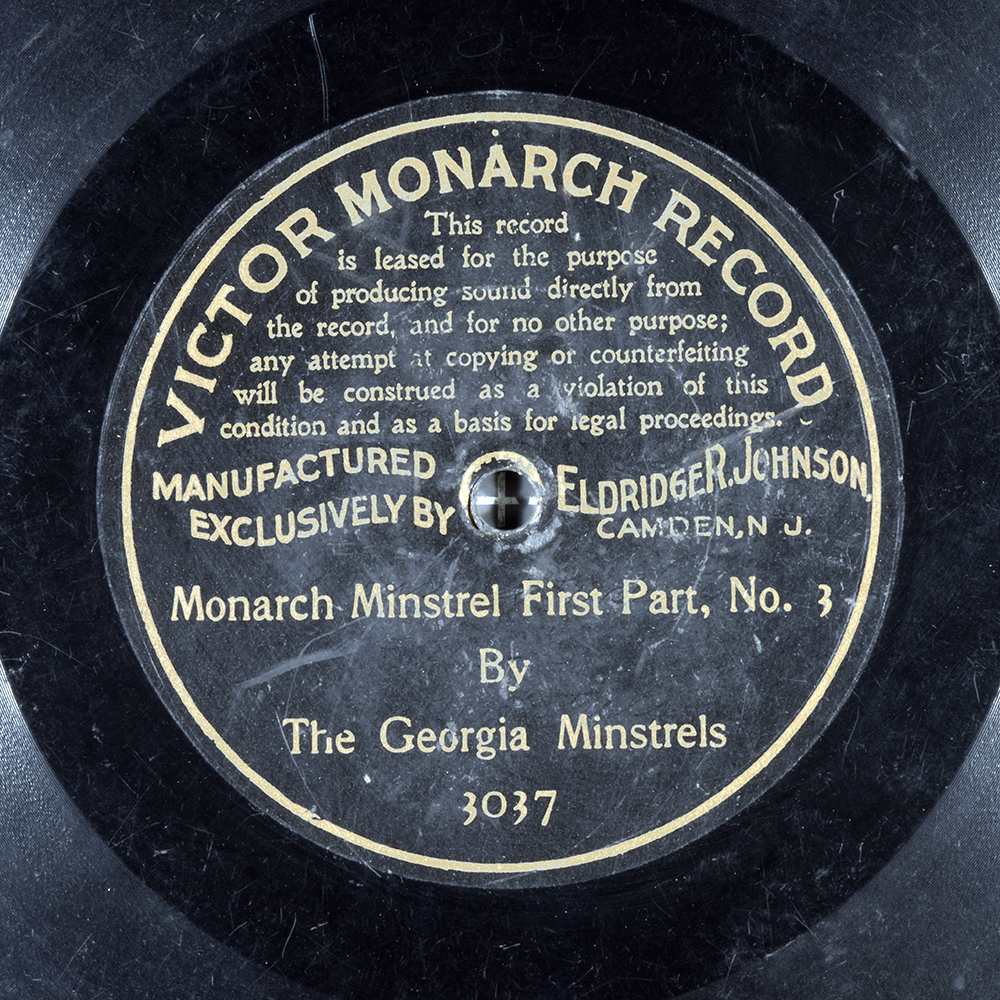 VICTOR MONARCH RECORD
This record
is leased for the purpose
of producing sound directly from
the record, and for no other purpose;
any attempt at copying or counterfeiting
will be construed as a violation of this
condition and as a basis for legal proceedings.
MANUFACTURED
EXCLUSIVELY BY
ELDRIDGE R. JOHNSON,
CAMDEN, N J.
Monarch Minstrel First Part, No. 3
By
The Georgia Minstrels
3037